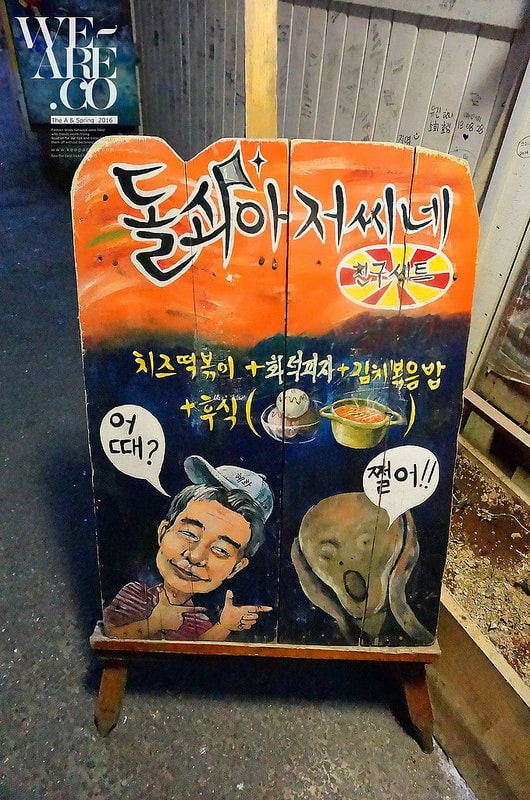 WE~
ARE
.CO
The A & Spring 2016
돌쇠아저씨네
친구세트
치즈떡볶이 + 화덕피자 + 김치볶음밥
+ 후식 ( )
어
때?
쩔어!!